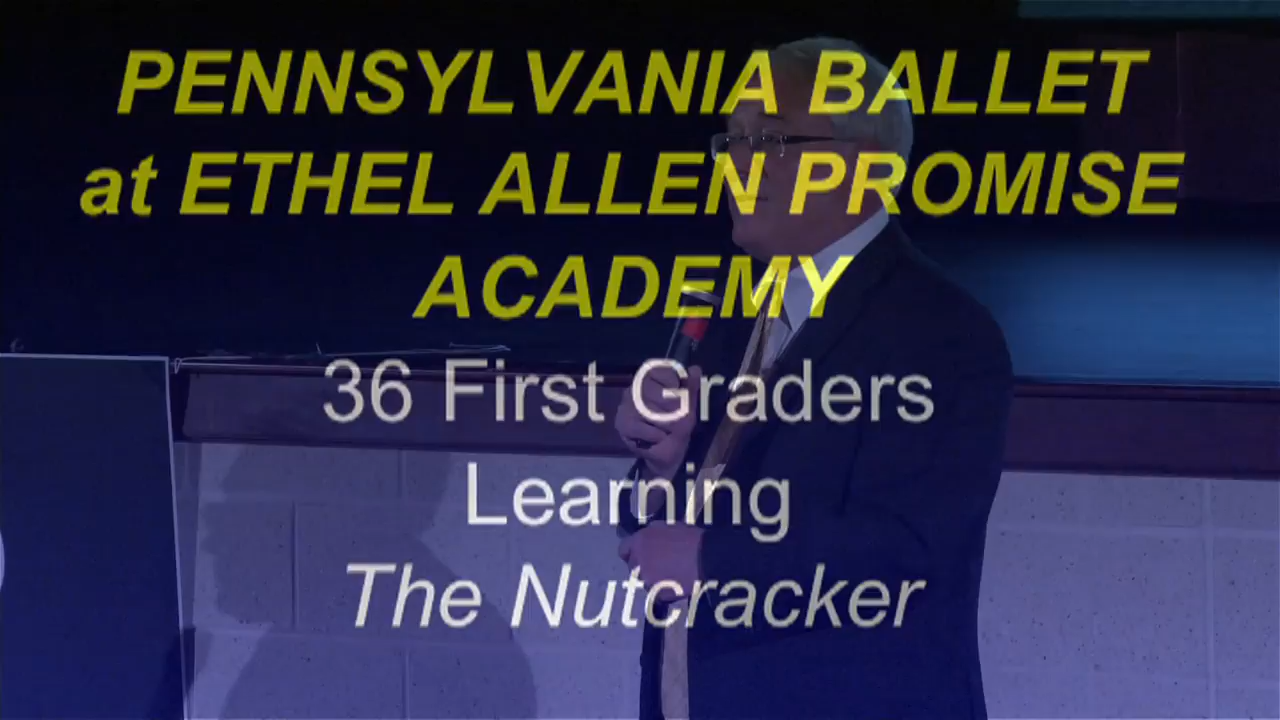 PENNSYLVANIA BALLET
at ETHEL ALLEN PROMISE
ACADEMY
36 First Graders
Learning
The Nutcracker